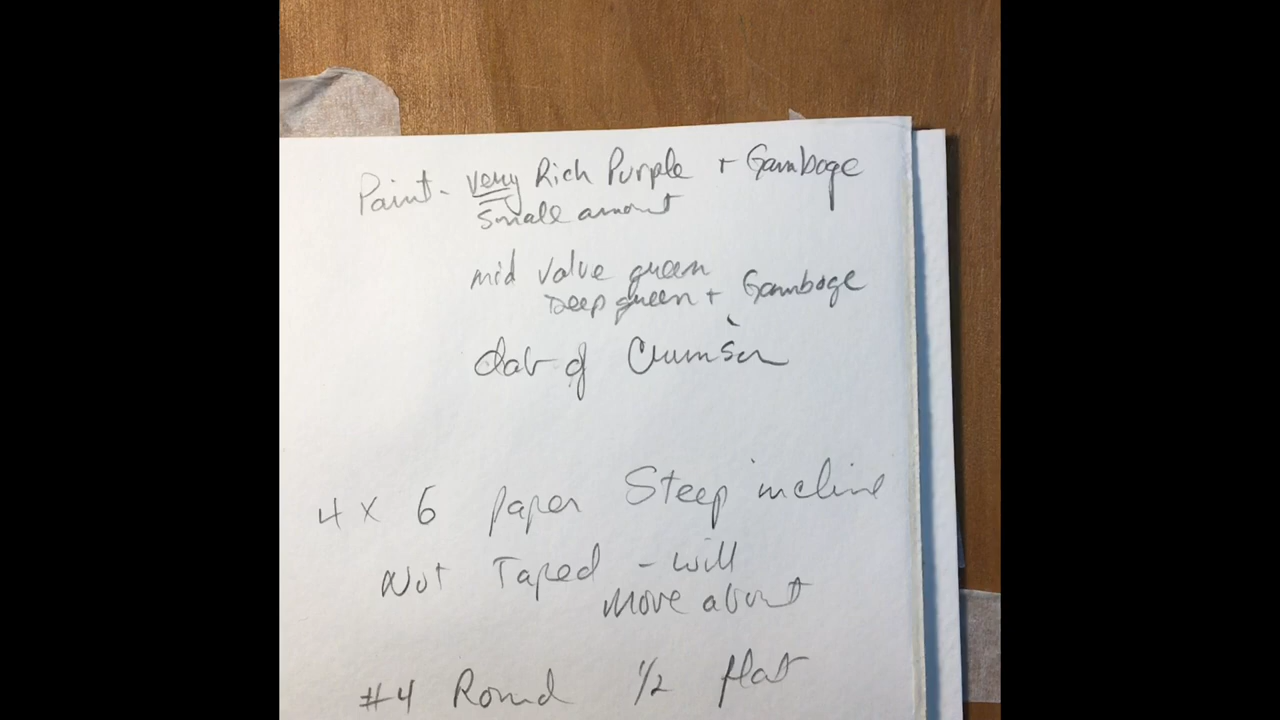 Paint - very Rich Purple + Gamboge
small amount
mid value green
Deep green + Gamboge
dab of Crimson
4 x 6 paper Steep incline
Not Taped - will
move about
#4 Round 1/2 flat